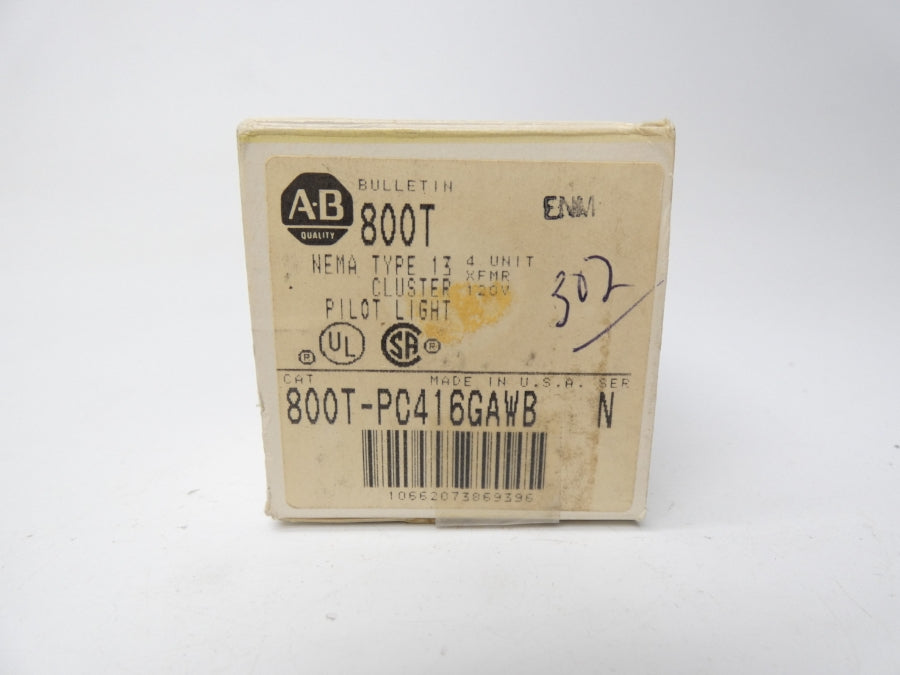 A-B
QUALITY
BULLETIN
800T
ENM
NEMA TYPE 13 4 UNIT
XFMR
CLUSTER 120V
PILOT LIGHT
302
R UL SA R
CAT MADE IN U.S.A. SER
800T-PC416GAWB N
10662073869396